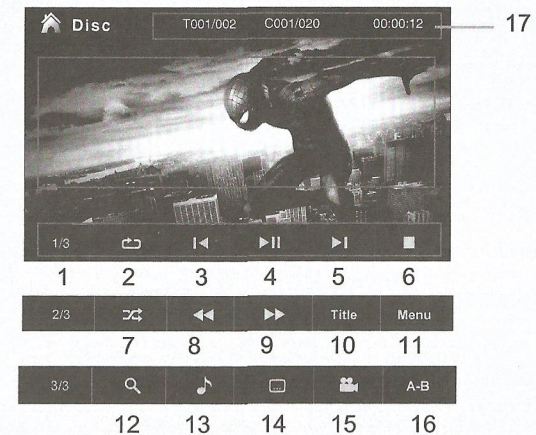 Disc T001/002 C001/020 00:00:12 17
1/3
1 2 3 4 5 6
2/3 Title Menu
7 8 9 10 11
3/3 A-B
12 13 14 15 16